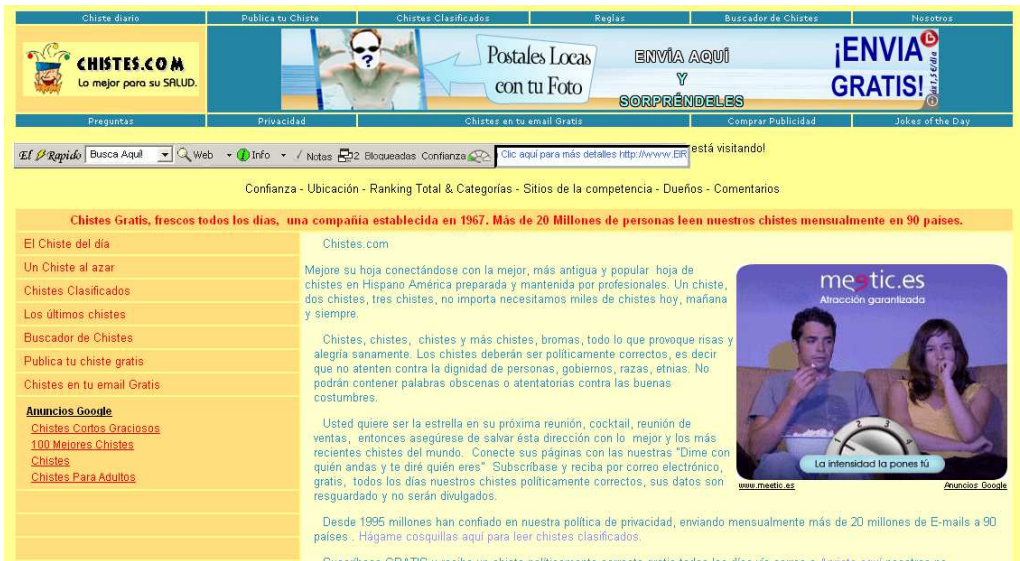 Chiste diario Publica tu Chiste Chistes Clasificados Reglas Buscador de Chistes Nosotros
CHISTES.COM
Lo mejor para su SALUD.
?
Postales Locas
con tu Foto
ENVÍA AQUÍ
Y
SORPRÉNDELES
¡ENVIA
GRATIS!
Preguntas Privacidad Chistes en tu email Gratis Comprar Publicidad Jokes of the Day
El Rapido Busca Aquí! Web Info Notas 2 Bloqueadas Confianza Clic aquí para más detalles está visitando!
Confianza - Ubicación - Ranking Total & Categorías - Sitios de la competencia - Dueños - Comentarios
Chistes Gratis, frescos todos los días, una compañía establecida en 1967. Más de 20 Millones de personas leen nuestros chistes mensualmente en 90 países.
El Chiste del día
Un Chiste al azar
Chistes Clasificados
Los últimos chistes
Buscador de Chistes
Publica tu chiste gratis
Chistes en tu email Gratis
Anuncios Google
Chistes Cortos Graciosos
100 Mejores Chistes
Chistes
Chistes Para Adultos
Chistes.com
Mejore su hoja conectándose con la mejor, más antigua y popular hoja de
chistes en Hispano América preparada y mantenida por profesionales. Un chiste,
dos chistes, tres chistes, no importa necesitamos miles de chistes hoy, mañana
y siempre.
Chistes, chistes, chistes y más chistes, bromas, todo lo que provoque risas y
alegría sanamente. Los chistes deberán ser políticamente correctos, es decir
que no atenten contra la dignidad de personas, gobiernos, razas, etnias. No
podrán contener palabras obscenas o atentatorias contra las buenas
costumbres.
Usted quiere ser la estrella en su próxima reunión, cocktail, reunión de
ventas, entonces asegúrese de salvar ésta dirección con lo mejor y los más
recientes chistes del mundo. Conecte sus páginas con las nuestras "Dime con
quién andas y te diré quién eres" Subscríbase y reciba por correo electrónico,
gratis, todos los días nuestros chistes políticamente correctos, sus datos son
resguardado y no serán divulgados.
Desde 1995 millones han confiado en nuestra política de privacidad, enviando mensualmente más de 20 millones de E-mails a 90
países . Hágame cosquillas aquí para leer chistes clasificados.
meetic.es
Atracción garantizada
1 2 3 4
La intensidad la pones tú
www.meetic.es Anuncios Google